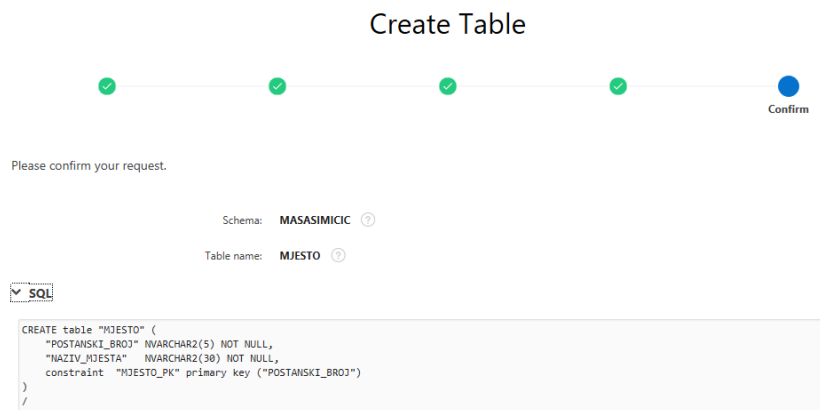 Create Table
Confirm
Please confirm your request.
Schema: MASASIMICIC ?
Table name: MJESTO ?
SQL
CREATE table "MJESTO" (
    "POSTANSKI_BROJ" NVARCHAR2(5) NOT NULL,
    "NAZIV_MJESTA"   NVARCHAR2(30) NOT NULL,
    constraint  "MJESTO_PK" primary key ("POSTANSKI_BROJ")
)
/